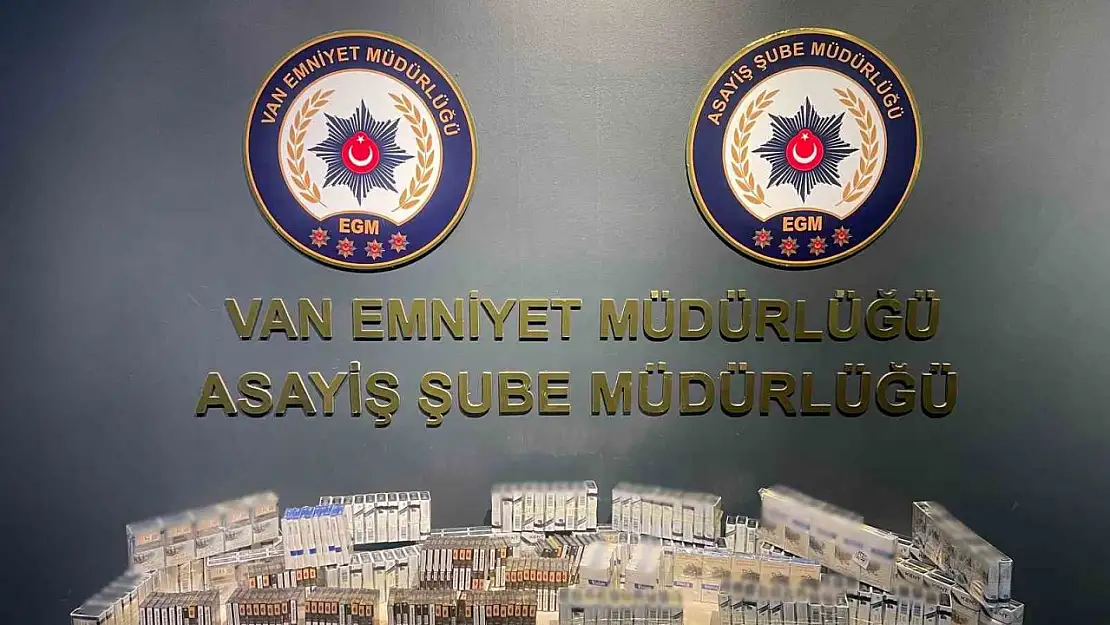 VAN EMNİYET MÜDÜRLÜĞÜ
EGM
ASAYİŞ ŞUBE MÜDÜRLÜĞÜ
EGM
VAN EMNİYET MÜDÜRLÜĞÜ
ASAYİŞ ŞUBE MÜDÜRLÜĞÜ